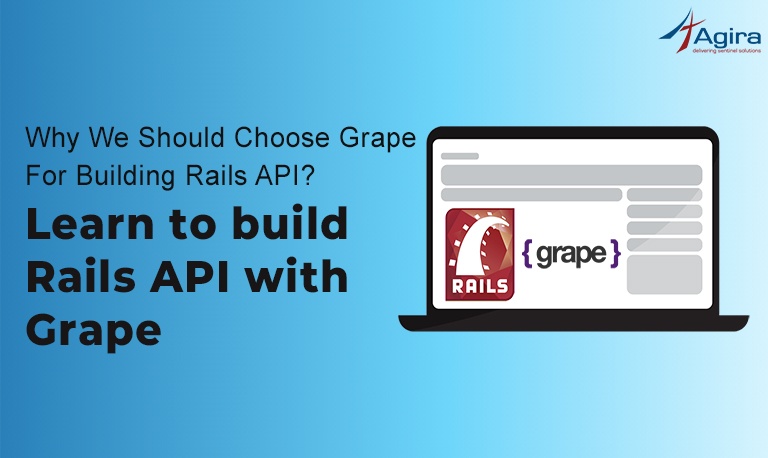 Agira
delivering sentinel solutions
Why We Should Choose Grape
For Building Rails API?
Learn to build
Rails API with
Grape
RAILS
{grape}